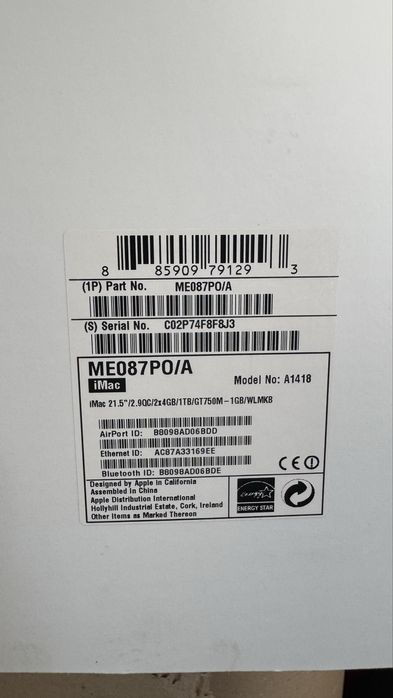 8 85909 79129 3
(1P) Part No. ME087PO/A
(S) Serial No. C02P74F8F8J3
ME087PO/A
iMac
Model No: A1418
iMac 21.5"/2.9QC/2x4GB/1TB/GT750M-1GB/WLMKB
AirPort ID: B8098AD06BDD
Ethernet ID: AC87A33169EE
Bluetooth ID: B8098AD06BDE
Designed by Apple in California
Assembled in China
Apple Distribution International
Hollyhill Industrial Estate, Cork, Ireland
Other Items as Marked Thereon
CE
energy
ENERGY STAR